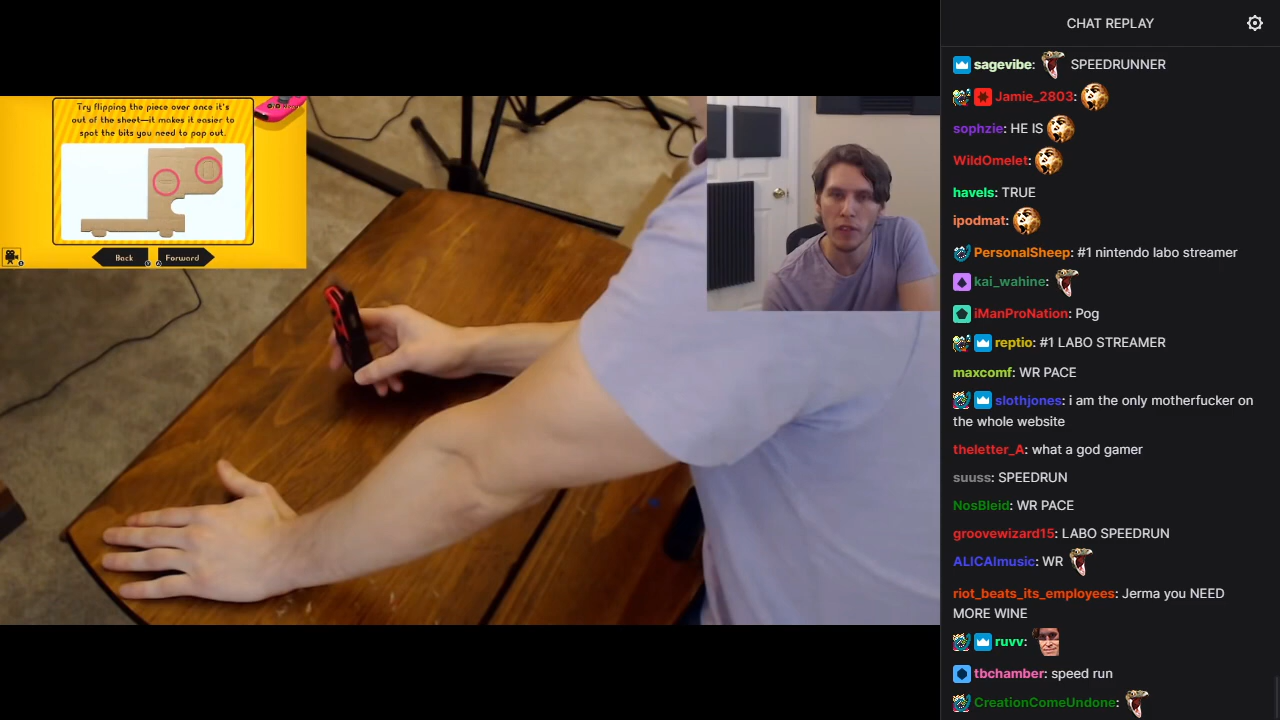 Try flipping the piece over once it's
out of the sheet—it makes it easier to
spot the bits you need to pop out.
Back
Forward
CHAT REPLAY
sagevibe: SPEEDRUNNER
Jamie_2803:
sophzie: HE IS
WildOmelet:
havels: TRUE
ipodmat:
PersonalSheep: #1 nintendo labo streamer
kai_wahine:
iManProNation: Pog
reptio: #1 LABO STREAMER
maxcomf: WR PACE
slothjones: i am the only motherfucker on
the whole website
theletter_A: what a god gamer
suuss: SPEEDRUN
NosBleid: WR PACE
groovewizard15: LABO SPEEDRUN
ALICAImusic: WR
riot_beats_its_employees: Jerma you NEED
MORE WINE
ruvv:
tbchamber: speed run
CreationComeUndone: